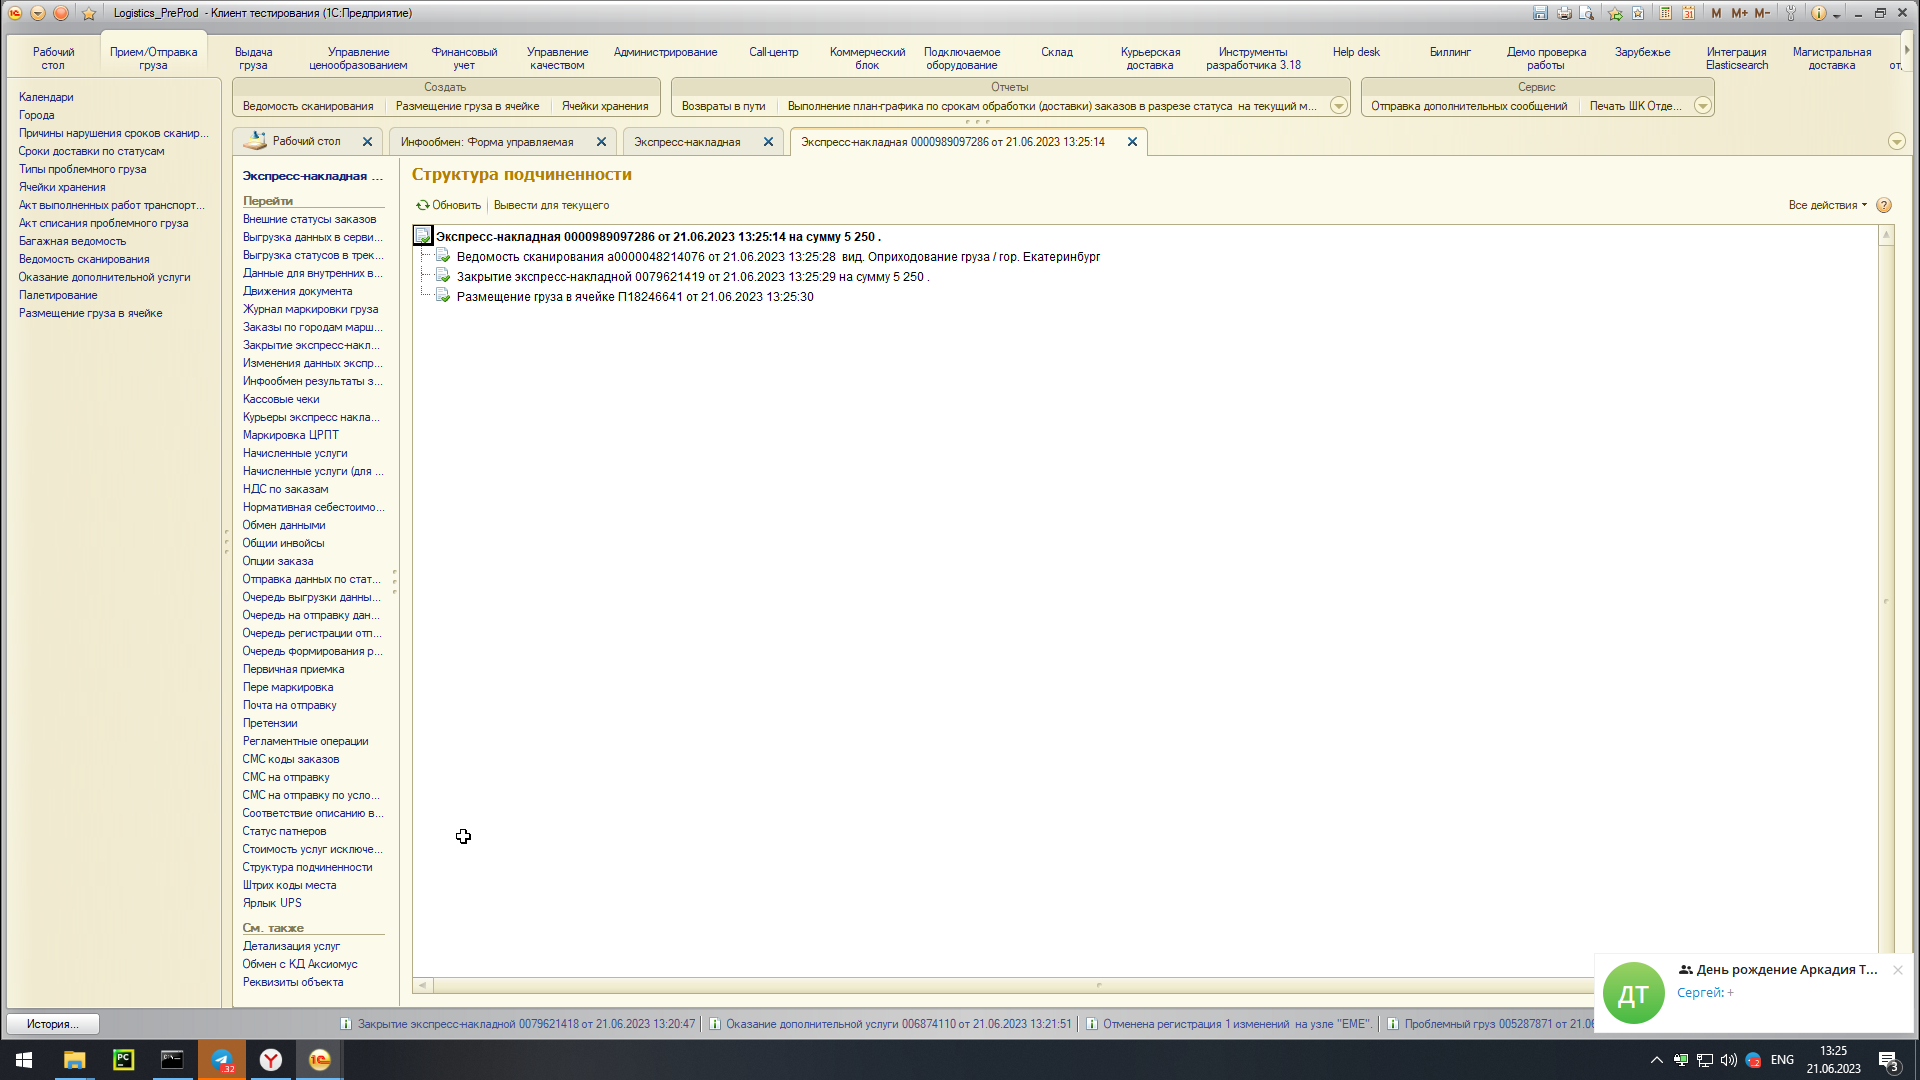 Logistics_PreProd - Клиент тестирования (1С:Предприятие)
M M+ M-
Рабочий стол
Прием/Отправка груза
Выдача груза
Управление ценообразованием
Финансовый учет
Управление качеством
Администрирование
Call-центр
Коммерческий блок
Подключаемое оборудование
Склад
Курьерская доставка
Инструменты разработчика 3.18
Help desk
Биллинг
Демо проверка работы
Зарубежье
Интеграция Elasticsearch
Магистральная доставка
Создать
Ведомость сканирования
Размещение груза в ячейке
Ячейки хранения
Отчеты
Возвраты в пути
Выполнение план-графика по срокам обработки (доставки) заказов в разрезе статуса на текущий м...
Сервис
Отправка дополнительных сообщений
Печать ШК Отде...
Календари
Города
Причины нарушения сроков сканир...
Сроки доставки по статусам
Типы проблемного груза
Ячейки хранения
Акт выполненных работ транспорт...
Акт списания проблемного груза
Багажная ведомость
Ведомость сканирования
Оказание дополнительной услуги
Палетирование
Размещение груза в ячейке
Рабочий стол
Инфообмен: Форма управляемая
Экспресс-накладная
Экспресс-накладная 0000989097286 от 21.06.2023 13:25:14
Экспресс-накладная ...
Перейти
Внешние статусы заказов
Выгрузка данных в серви...
Выгрузка статусов в трек...
Данные для внутренних в...
Движения документа
Журнал маркировки груза
Заказы по городам марш...
Закрытие экспресс-накл...
Изменения данных экспр...
Инфообмен результаты з...
Кассовые чеки
Курьеры экспресс накла...
Маркировка ЦРПТ
Начисленные услуги
Начисленные услуги (для ...
НДС по заказам
Нормативная себестоимо...
Обмен данными
Общии инвойсы
Опции заказа
Отправка данных по стат...
Очередь выгрузки данны...
Очередь на отправку дан...
Очередь регистрации отп...
Очередь формирования р...
Первичная приемка
Пере маркировка
Почта на отправку
Претензии
Регламентные операции
СМС коды заказов
СМС на отправку
СМС на отправку по усло...
Соответствие описанию в...
Статус патнеров
Стоимость услуг исключе...
Структура подчиненности
Штрих коды места
Ярлык UPS
См. также
Детализация услуг
Обмен с КД Аксиомус
Реквизиты объекта
Структура подчиненности
Обновить
Вывести для текущего
Все действия
Экспресс-накладная 0000989097286 от 21.06.2023 13:25:14 на сумму 5 250 .
Ведомость сканирования а0000048214076 от 21.06.2023 13:25:28 вид. Оприходование груза / гор. Екатеринбург
Закрытие экспресс-накладной 0079621419 от 21.06.2023 13:25:29 на сумму 5 250 .
Размещение груза в ячейке П18246641 от 21.06.2023 13:25:30
ДТ
День рождение Аркадия Т...
Сергей: +
История...
Закрытие экспресс-накладной 0079621418 от 21.06.2023 13:20:47
Оказание дополнительной услуги 006874110 от 21.06.2023 13:21:51
Отменена регистрация 1 изменений на узле "ЕМЕ".
Проблемный груз 005287871 от 21.06
ENG
13:25
21.06.2023
3